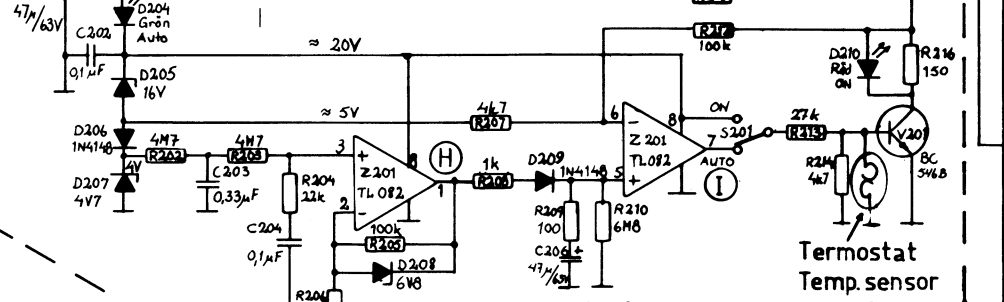 47µ/63V
D204
Grön
Auto
C202
0,1µF
D205
16V
≈ 20V
≈ 5V
D206
1N4148
4V
D207
4V7
4M7
R202
4M7
R203
C203
0,33µF
R204
22k
C204
0,1µF
3
+
8
Z201
TL082
2
-
1
H
100k
R205
D208
6V8
R206
4k7
R207
1k
R208
D209
1N4148
R209
100
C206 +
47µ/63V
R210
6M8
R212
100k
6
-
8
Z201
TL082
5
+
7
ON
S201
AUTO
I
27k
R213
D210
Röd
ON
R216
150
V201
BC
546B
R214
4k7
Termostat
Temp. sensor